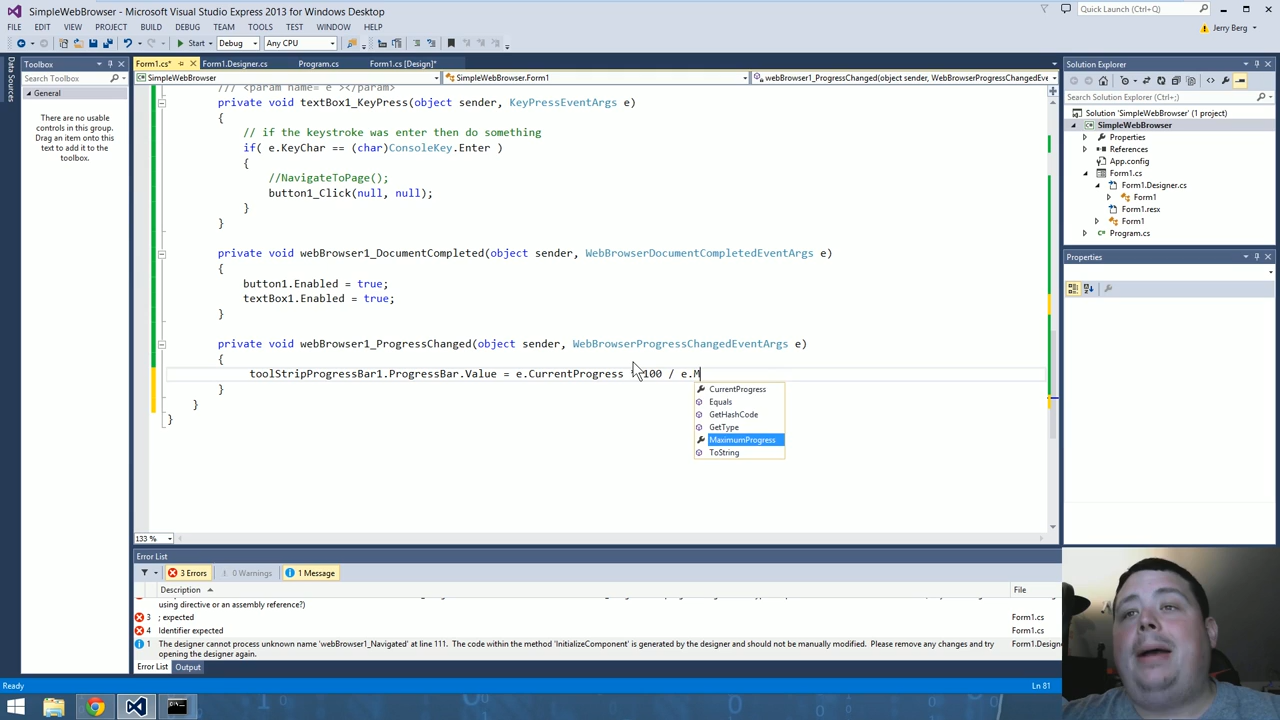 SimpleWebBrowser - Microsoft Visual Studio Express 2013 for Windows Desktop
Quick Launch (Ctrl+Q)
FILE EDIT VIEW PROJECT BUILD DEBUG TEAM TOOLS TEST WINDOW HELP
Jerry Berg
Start Debug Any CPU
Data Sources
Toolbox
Search Toolbox
General
There are no usable
controls in this group.
Drag an item onto this
text to add it to the
toolbox.
Form1.cs* Form1.Designer.cs Program.cs Form1.cs [Design]*
SimpleWebBrowser SimpleWebBrowser.Form1 webBrowser1_ProgressChanged(object sender, WebBrowserProgressChangedEve
/// <param name="e"></param>
private void textBox1_KeyPress(object sender, KeyPressEventArgs e)
{
// if the keystroke was enter then do something
if( e.KeyChar == (char)ConsoleKey.Enter )
{
//NavigateToPage();
button1_Click(null, null);
}
}
private void webBrowser1_DocumentCompleted(object sender, WebBrowserDocumentCompletedEventArgs e)
{
button1.Enabled = true;
textBox1.Enabled = true;
}
private void webBrowser1_ProgressChanged(object sender, WebBrowserProgressChangedEventArgs e)
{
toolStripProgressBar1.ProgressBar.Value = e.CurrentProgress 100 / e.M
}
}
}
CurrentProgress
Equals
GetHashCode
GetType
MaximumProgress
ToString
133 %
Solution Explorer
Search Solution Explorer (Ctrl+;)
Solution 'SimpleWebBrowser' (1 project)
SimpleWebBrowser
Properties
References
App.config
Form1.cs
Form1.Designer.cs
Form1
Form1.resx
Form1
Program.cs
Properties
Error List
3 Errors 0 Warnings 1 Message
Description File
using directive or an assembly reference?)
3 ; expected Form1.cs
4 Identifier expected Form1.cs
1 The designer cannot process unknown name 'webBrowser1_Navigated' at line 111. The code within the method 'InitializeComponent' is generated by the designer and should not be manually modified. Please remove any changes and try Form1.Design
opening the designer again.
Error List Output
Ready Ln 81